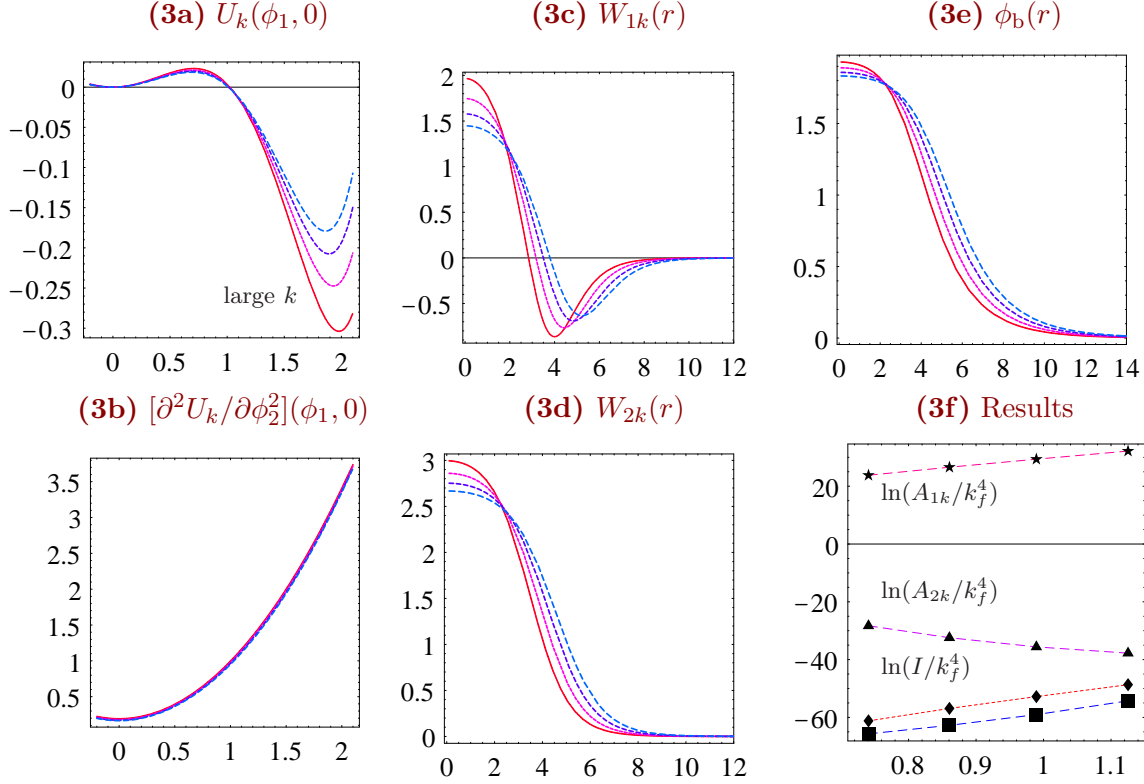 (3a) U_k(ϕ_1, 0)
0
−0.05
−0.1
−0.15
−0.2
−0.25
−0.3
large k
0 0.5 1 1.5 2
(3c) W_{1k}(r)
2
1.5
1
0.5
0
−0.5
0 2 4 6 8 10 12
(3e) ϕ_b(r)
1.5
1
0.5
0
0 2 4 6 8 10 12 14
(3b) [∂²U_k/∂ϕ_2²](ϕ_1, 0)
3.5
3
2.5
2
1.5
1
0.5
0 0.5 1 1.5 2
(3d) W_{2k}(r)
3
2.5
2
1.5
1
0.5
0
0 2 4 6 8 10 12
(3f) Results
20
ln(A_{1k}/k_f^4)
0
ln(A_{2k}/k_f^4)
−20
−40
ln(I/k_f^4)
−60
0.8 0.9 1 1.1